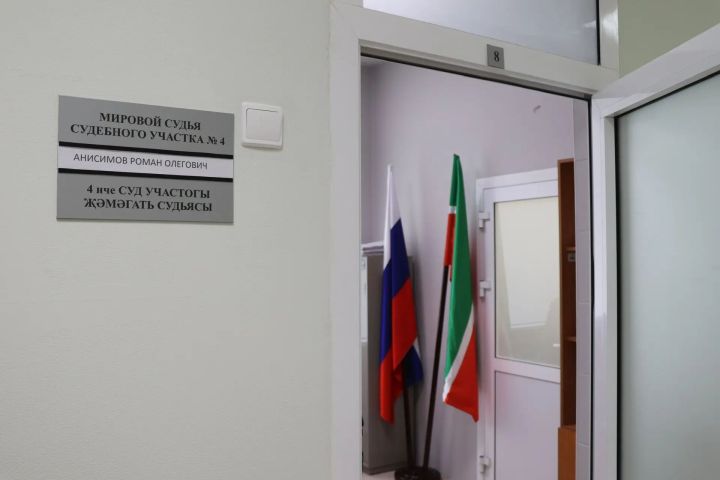 МИРОВОЙ СУДЬЯ
СУДЕБНОГО УЧАСТКА № 4
АНИСИМОВ РОМАН ОЛЕГОВИЧ
4 нче СУД УЧАСТОГЫ
ҖӘМӘГАТЬ СУДЬЯСЫ
8